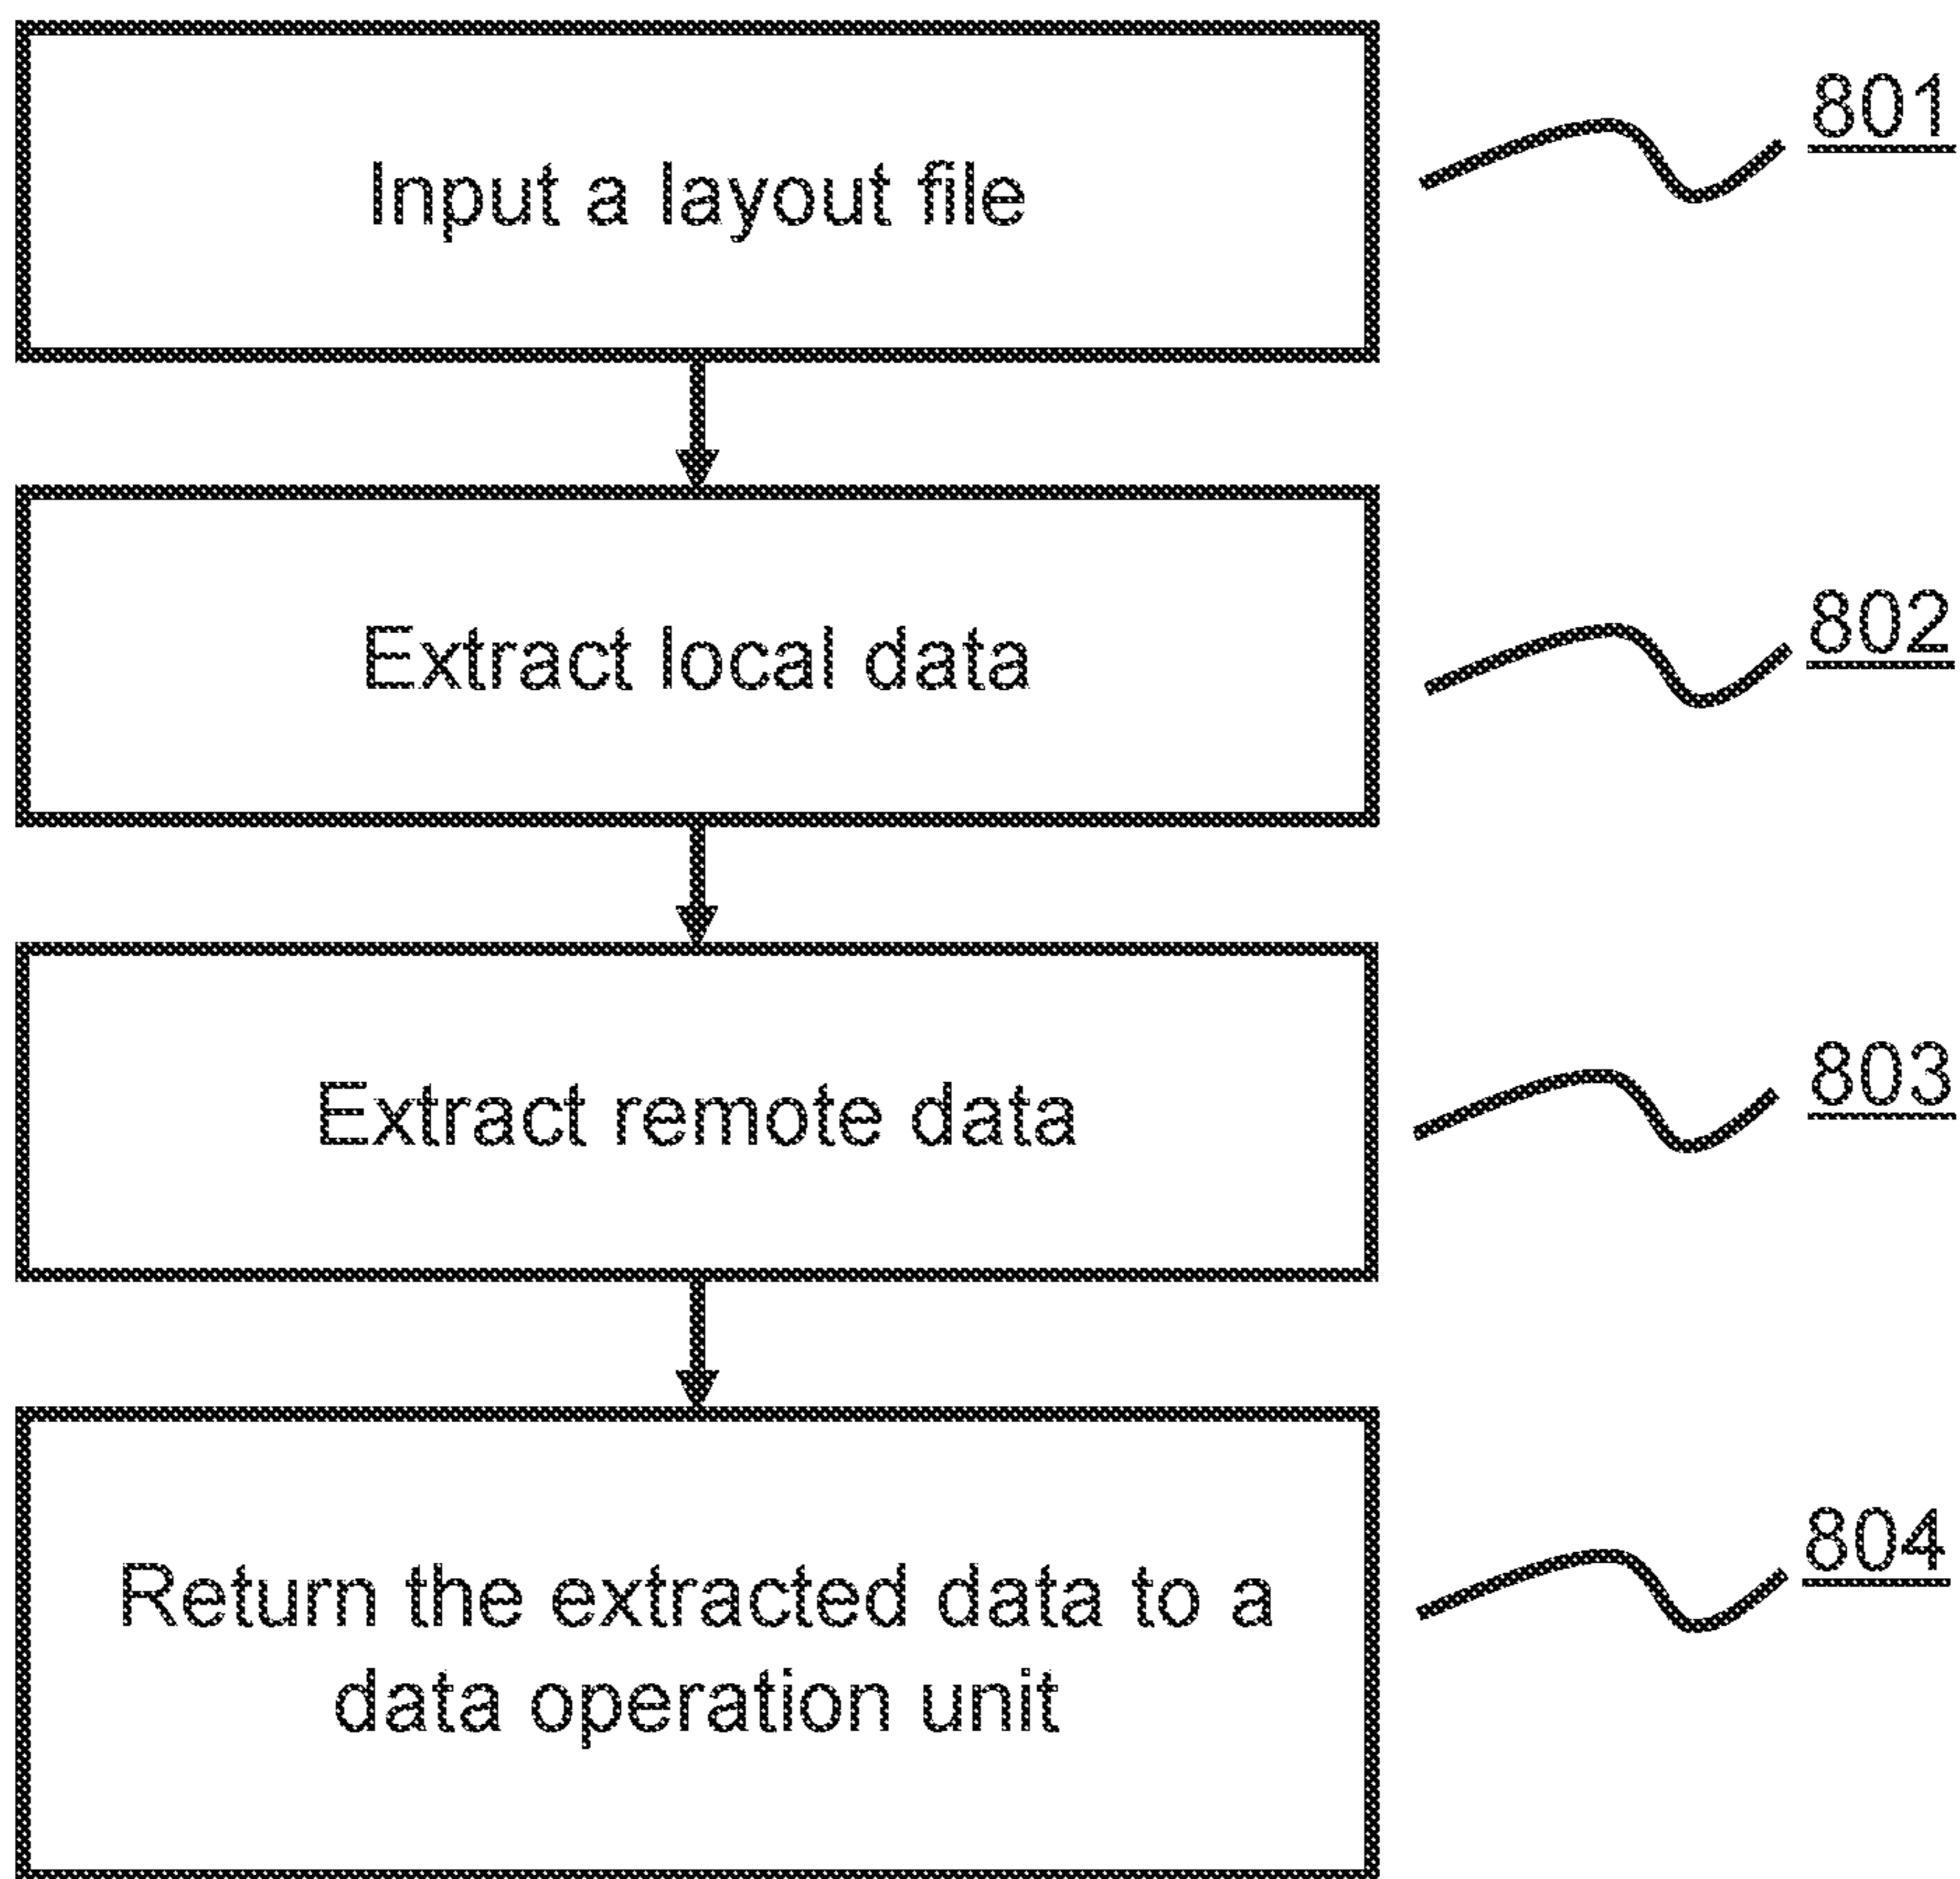 Input a layout file
801
Extract local data
802
Extract remote data
803
Return the extracted data to a
data operation unit
804